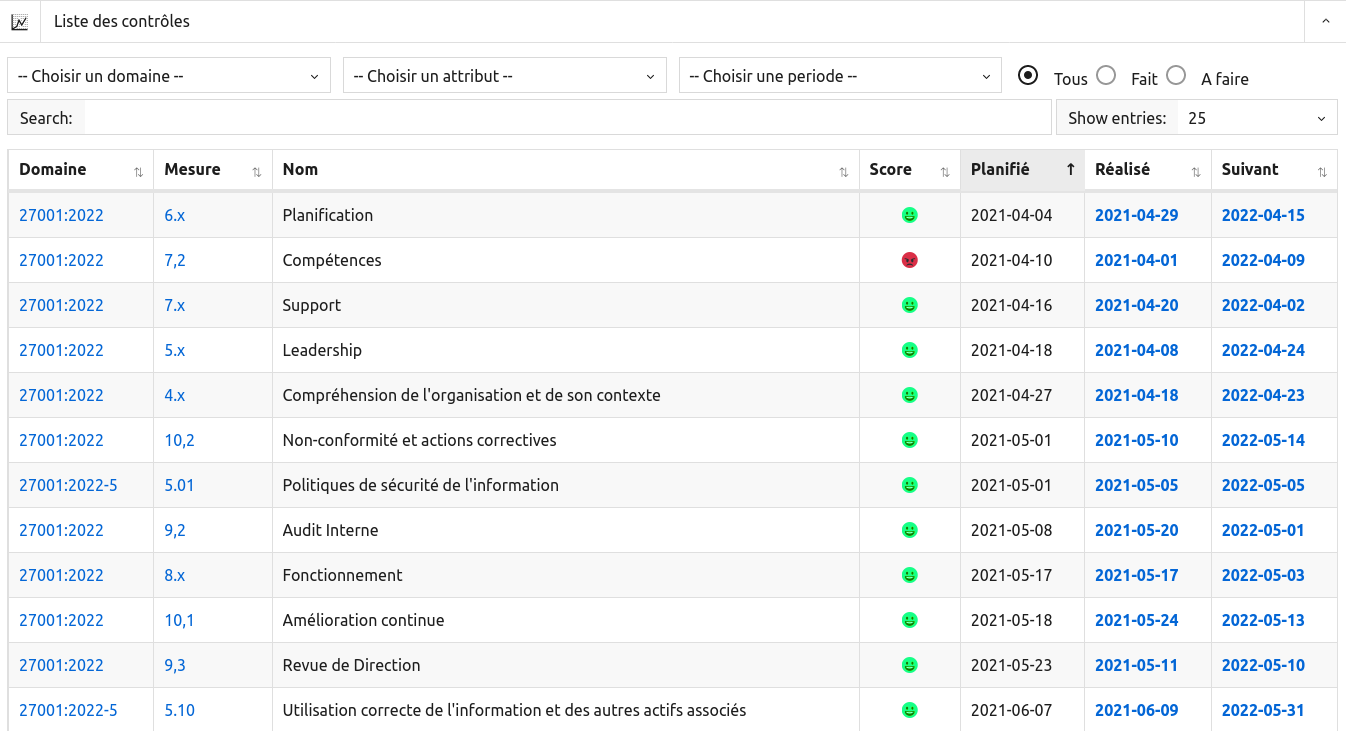 Liste des contrôles
-- Choisir un domaine -- -- Choisir un attribut -- -- Choisir une periode -- Tous Fait A faire
Search: Show entries: 25
Domaine Mesure Nom Score Planifié Réalisé Suivant
27001:2022 6.x Planification 2021-04-04 2021-04-29 2022-04-15
27001:2022 7,2 Compétences 2021-04-10 2021-04-01 2022-04-09
27001:2022 7.x Support 2021-04-16 2021-04-20 2022-04-02
27001:2022 5.x Leadership 2021-04-18 2021-04-08 2022-04-24
27001:2022 4.x Compréhension de l'organisation et de son contexte 2021-04-27 2021-04-18 2022-04-23
27001:2022 10,2 Non-conformité et actions correctives 2021-05-01 2021-05-10 2022-05-14
27001:2022-5 5.01 Politiques de sécurité de l'information 2021-05-01 2021-05-05 2022-05-05
27001:2022 9,2 Audit Interne 2021-05-08 2021-05-20 2022-05-01
27001:2022 8.x Fonctionnement 2021-05-17 2021-05-17 2022-05-03
27001:2022 10,1 Amélioration continue 2021-05-18 2021-05-24 2022-05-13
27001:2022 9,3 Revue de Direction 2021-05-23 2021-05-11 2022-05-10
27001:2022-5 5.10 Utilisation correcte de l'information et des autres actifs associés 2021-06-07 2021-06-09 2022-05-31